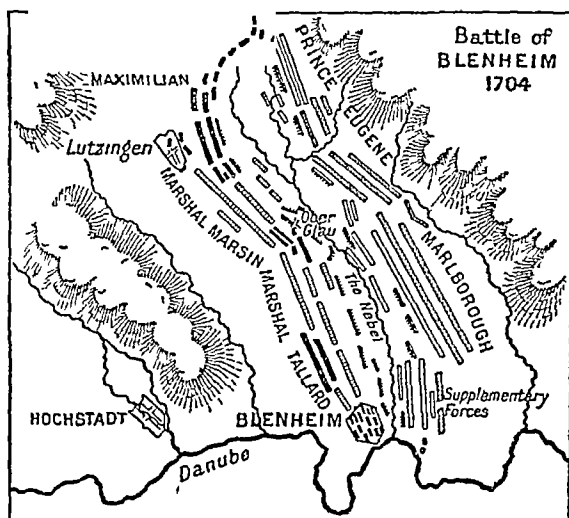 Battle of
BLENHEIM
1704
PRINCE EUGENE
MAXIMILIAN
Lutzingen
MARSHAL MARSIN
Ober
Glau
MARLBOROUGH
MARSHAL TALLARD
The Nebel
Supplamentary
Forces
HOCHSTADT
BLENHEIM
Danube